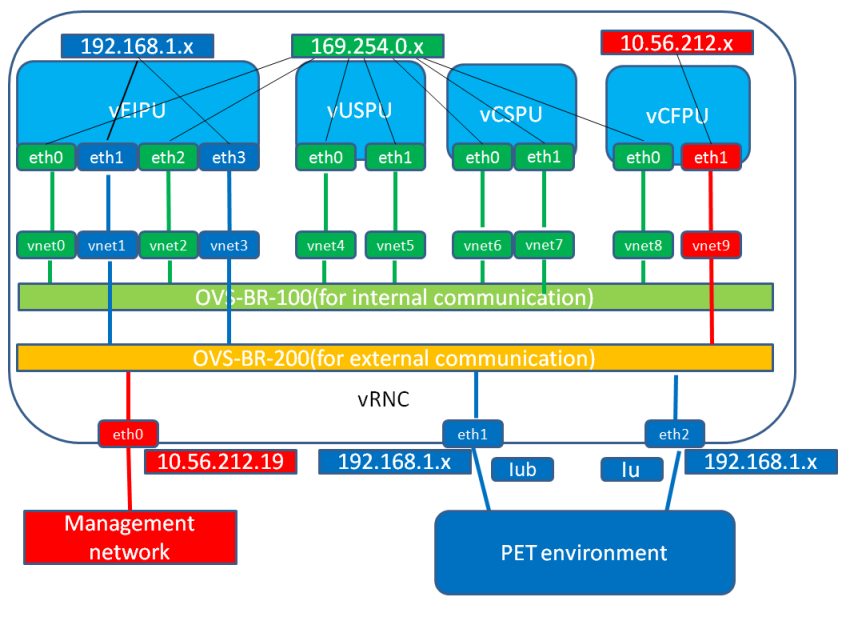 192.168.1.x
169.254.0.x
10.56.212.x
vEIPU
vUSPU
vCSPU
vCFPU
eth0
eth1
eth2
eth3
eth0
eth1
eth0
eth1
eth0
eth1
vnet0
vnet1
vnet2
vnet3
vnet4
vnet5
vnet6
vnet7
vnet8
vnet9
OVS-BR-100(for internal communication)
OVS-BR-200(for external communication)
vRNC
eth0
eth1
eth2
10.56.212.19
192.168.1.x
Iub
Iu
192.168.1.x
Management
network
PET environment